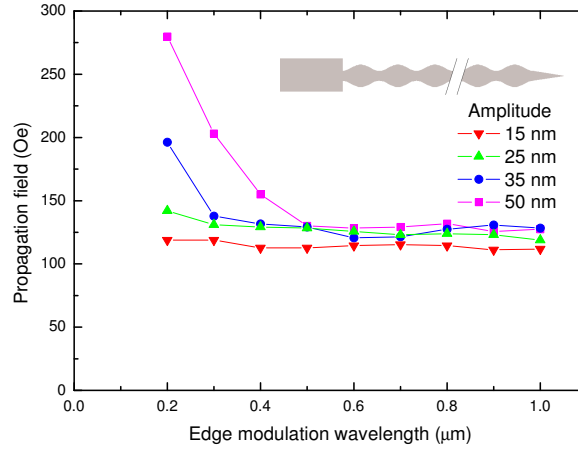 300
250
200
150
100
50
0
Propagation field (Oe)
Amplitude
15 nm
25 nm
35 nm
50 nm
0.0 0.2 0.4 0.6 0.8 1.0
Edge modulation wavelength (μm)